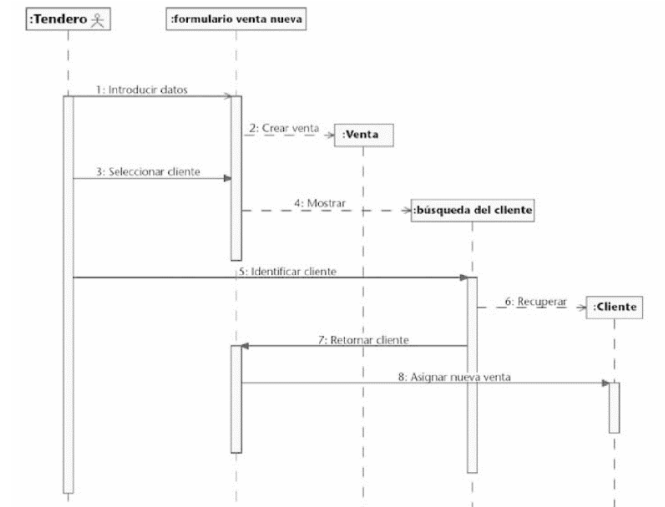 :Tendero
:formulario venta nueva
1: Introducir datos
2: Crear venta
:Venta
3: Seleccionar cliente
4: Mostrar
:búsqueda del cliente
5: Identificar cliente
6: Recuperar
:Cliente
7: Retornar cliente
8: Asignar nueva venta